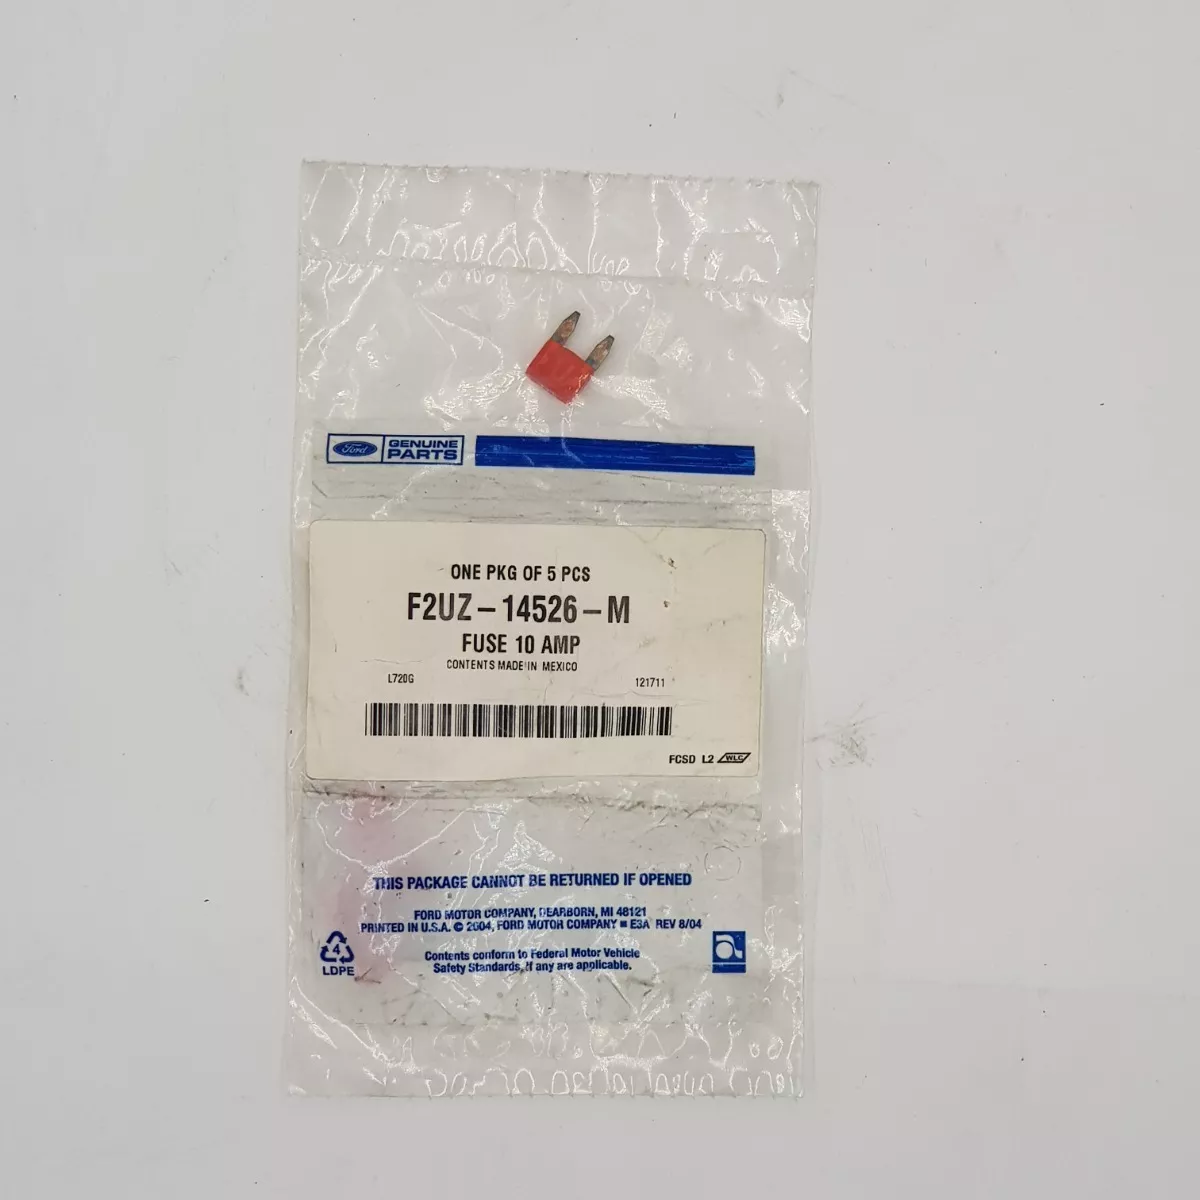 Ford GENUINE PARTS
ONE PKG OF 5 PCS
F2UZ-14526-M
FUSE 10 AMP
CONTENTS MADE IN MEXICO
L720G 121711
FCSD L2 WLC
THIS PACKAGE CANNOT BE RETURNED IF OPENED
FORD MOTOR COMPANY, DEARBORN, MI 48121
PRINTED IN U.S.A. © 2004, FORD MOTOR COMPANY ▪ E3A REV 8/04
Contents conform to Federal Motor Vehicle
Safety Standards, if any are applicable.
4
LDPE